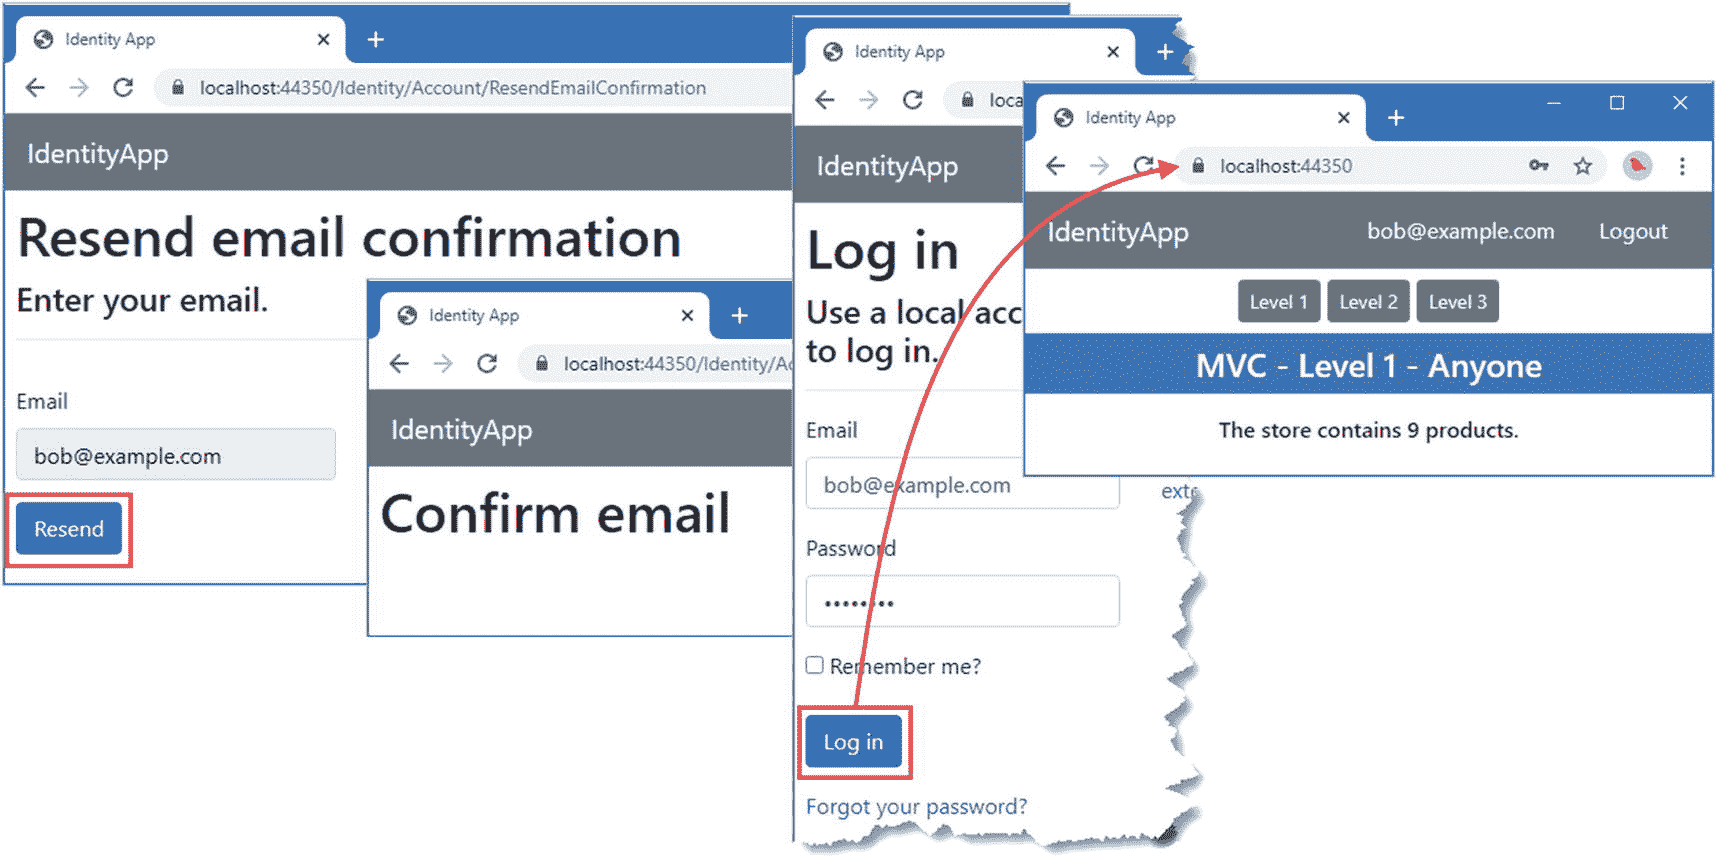 Identity App
localhost:44350/Identity/Account/ResendEmailConfirmation
IdentityApp
Resend email confirmation
Enter your email.
Email
bob@example.com
Resend
Identity App
localhost:44350/Identity/Ac
IdentityApp
Confirm email
Identity App
loca
IdentityApp
Log in
Use a local acc
to log in.
Email
bob@example.com
exte
Password
Remember me?
Log in
Forgot your password?
Identity App
localhost:44350
IdentityApp bob@example.com Logout
Level 1 Level 2 Level 3
MVC - Level 1 - Anyone
The store contains 9 products.